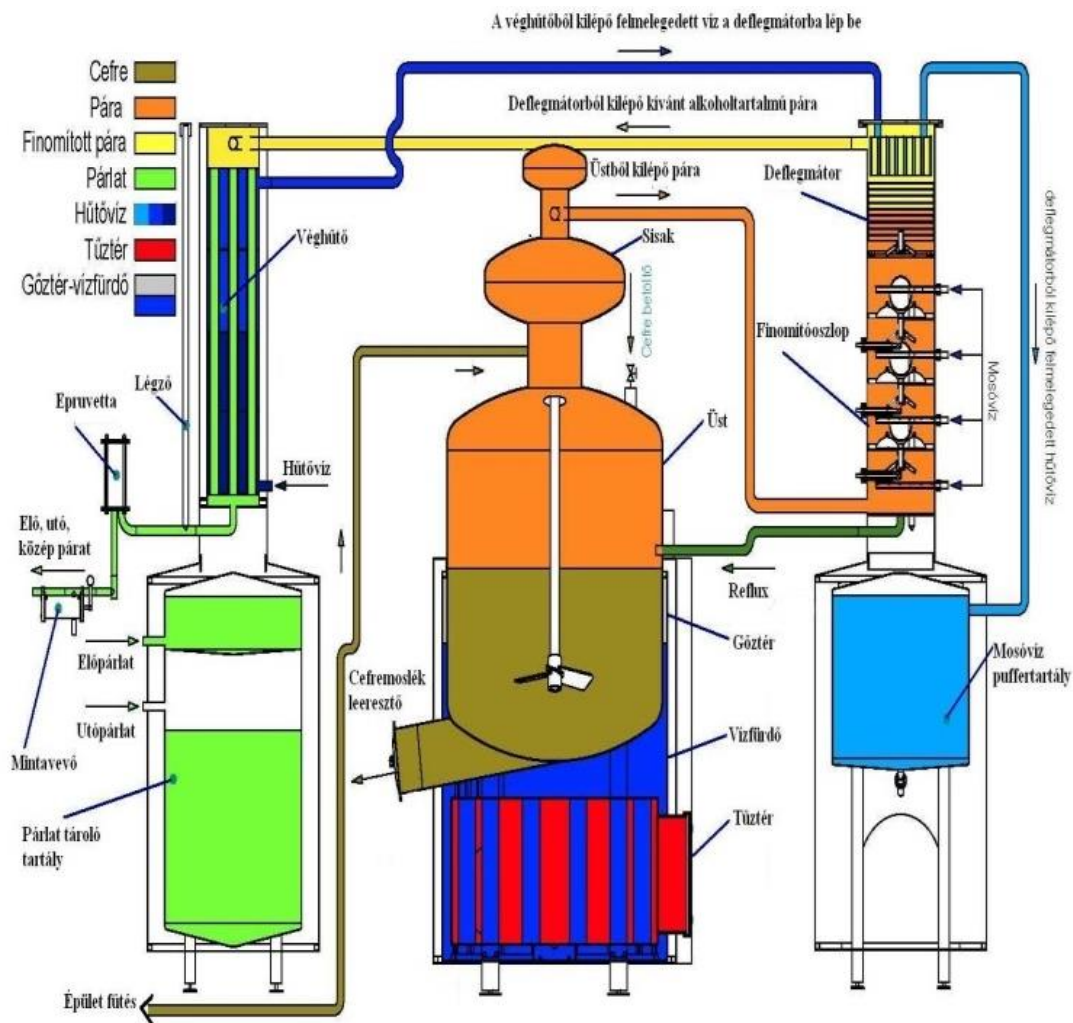 A véghűtőből kilépő felmelegedett víz a deflegmátorba lép be
Cefre
Pára
Finomított pára
Párlat
Hűtővíz
Tűztér
Gőztér-vízfürdő
Deflegmátorból kilépő kívánt alkoholtartalmú pára
Üstből kilépő pára
Deflegmátor
Véghűtő
Sisak
Cefre betöltő
deflegmátorból kilépő felmelegedett hűtővíz
Finomítóoszlop
Mosóvíz
Légző
Epruvetta
Üst
Hűtővíz
Elő, utó,
közép párat
Reflux
Gőztér
Előpárlat
Cefremoslék
leeresztő
Mosóvíz
puffertartály
Utópárlat
Vízfürdő
Mintavevő
Tűztér
Párlat tároló
tartály
Épület fűtés